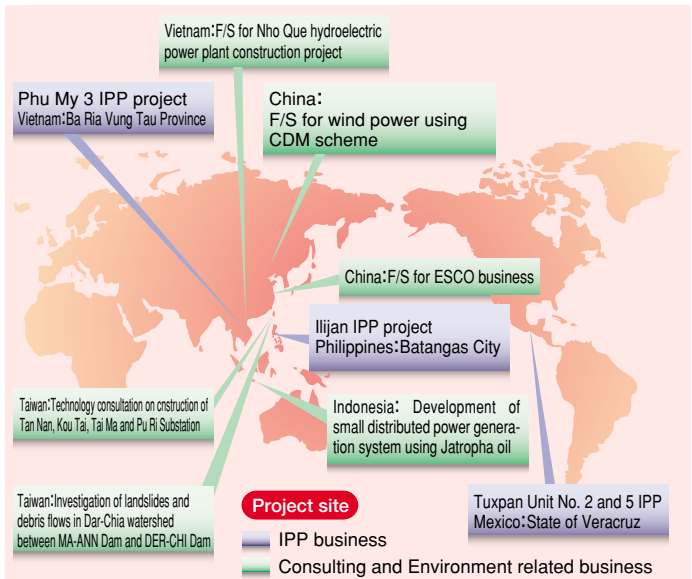 Vietnam:F/S for Nho Que hydroelectric
power plant construction project
Phu My 3 IPP project
Vietnam:Ba Ria Vung Tau Province
China:
F/S for wind power using
CDM scheme
China:F/S for ESCO business
Ilijan IPP project
Philippines:Batangas City
Taiwan:Technology consultation on cnstruction of
Tan Nan, Kou Tai, Tai Ma and Pu Ri Substation
Indonesia: Development of
small distributed power genera-
tion system using Jatropha oil
Taiwan:Investigation of landslides and
debris flows in Dar-Chia watershed
between MA-ANN Dam and DER-CHI Dam
Tuxpan Unit No. 2 and 5 IPP
Mexico:State of Veracruz
Project site
IPP business
Consulting and Environment related business